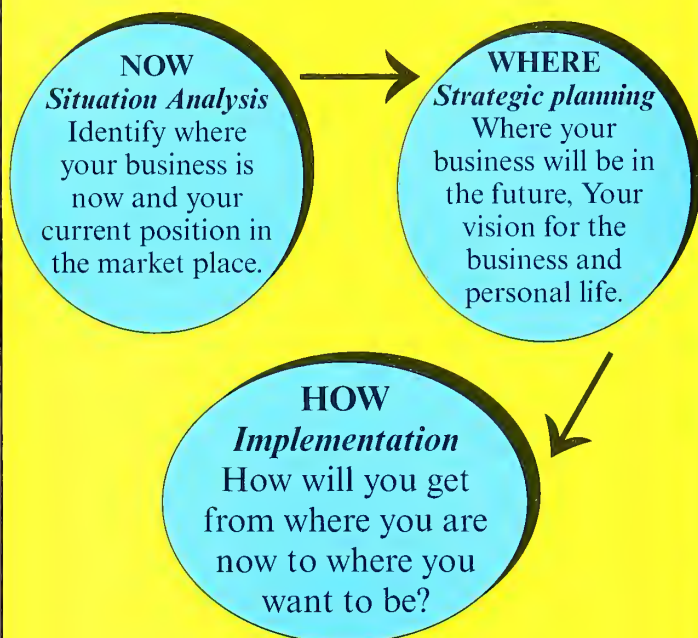 NOW
Situation Analysis
Identify where
your business is
now and your
current position in
the market place.
WHERE
Strategic planning
Where your
business will be in
the future, Your
vision for the
business and
personal life.
HOW
Implementation
How will you get
from where you are
now to where you
want to be?